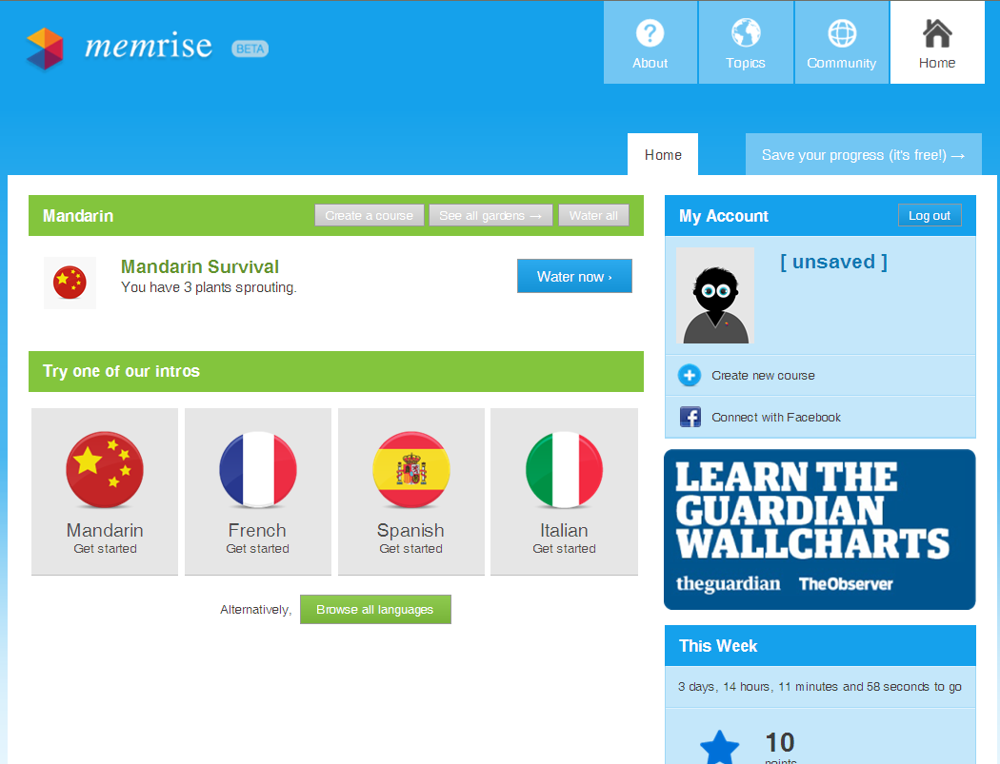 memrise BETA
About
Topics
Community
Home
Home
Save your progress (it's free!) →
Mandarin
Create a course
See all gardens →
Water all
Mandarin Survival
You have 3 plants sprouting.
Water now ›
Try one of our intros
Mandarin
Get started
French
Get started
Spanish
Get started
Italian
Get started
Alternatively,
Browse all languages
My Account
Log out
[ unsaved ]
Create new course
Connect with Facebook
LEARN THE
GUARDIAN
WALLCHARTS
theguardian TheObserver
This Week
3 days, 14 hours, 11 minutes and 58 seconds to go
10
points